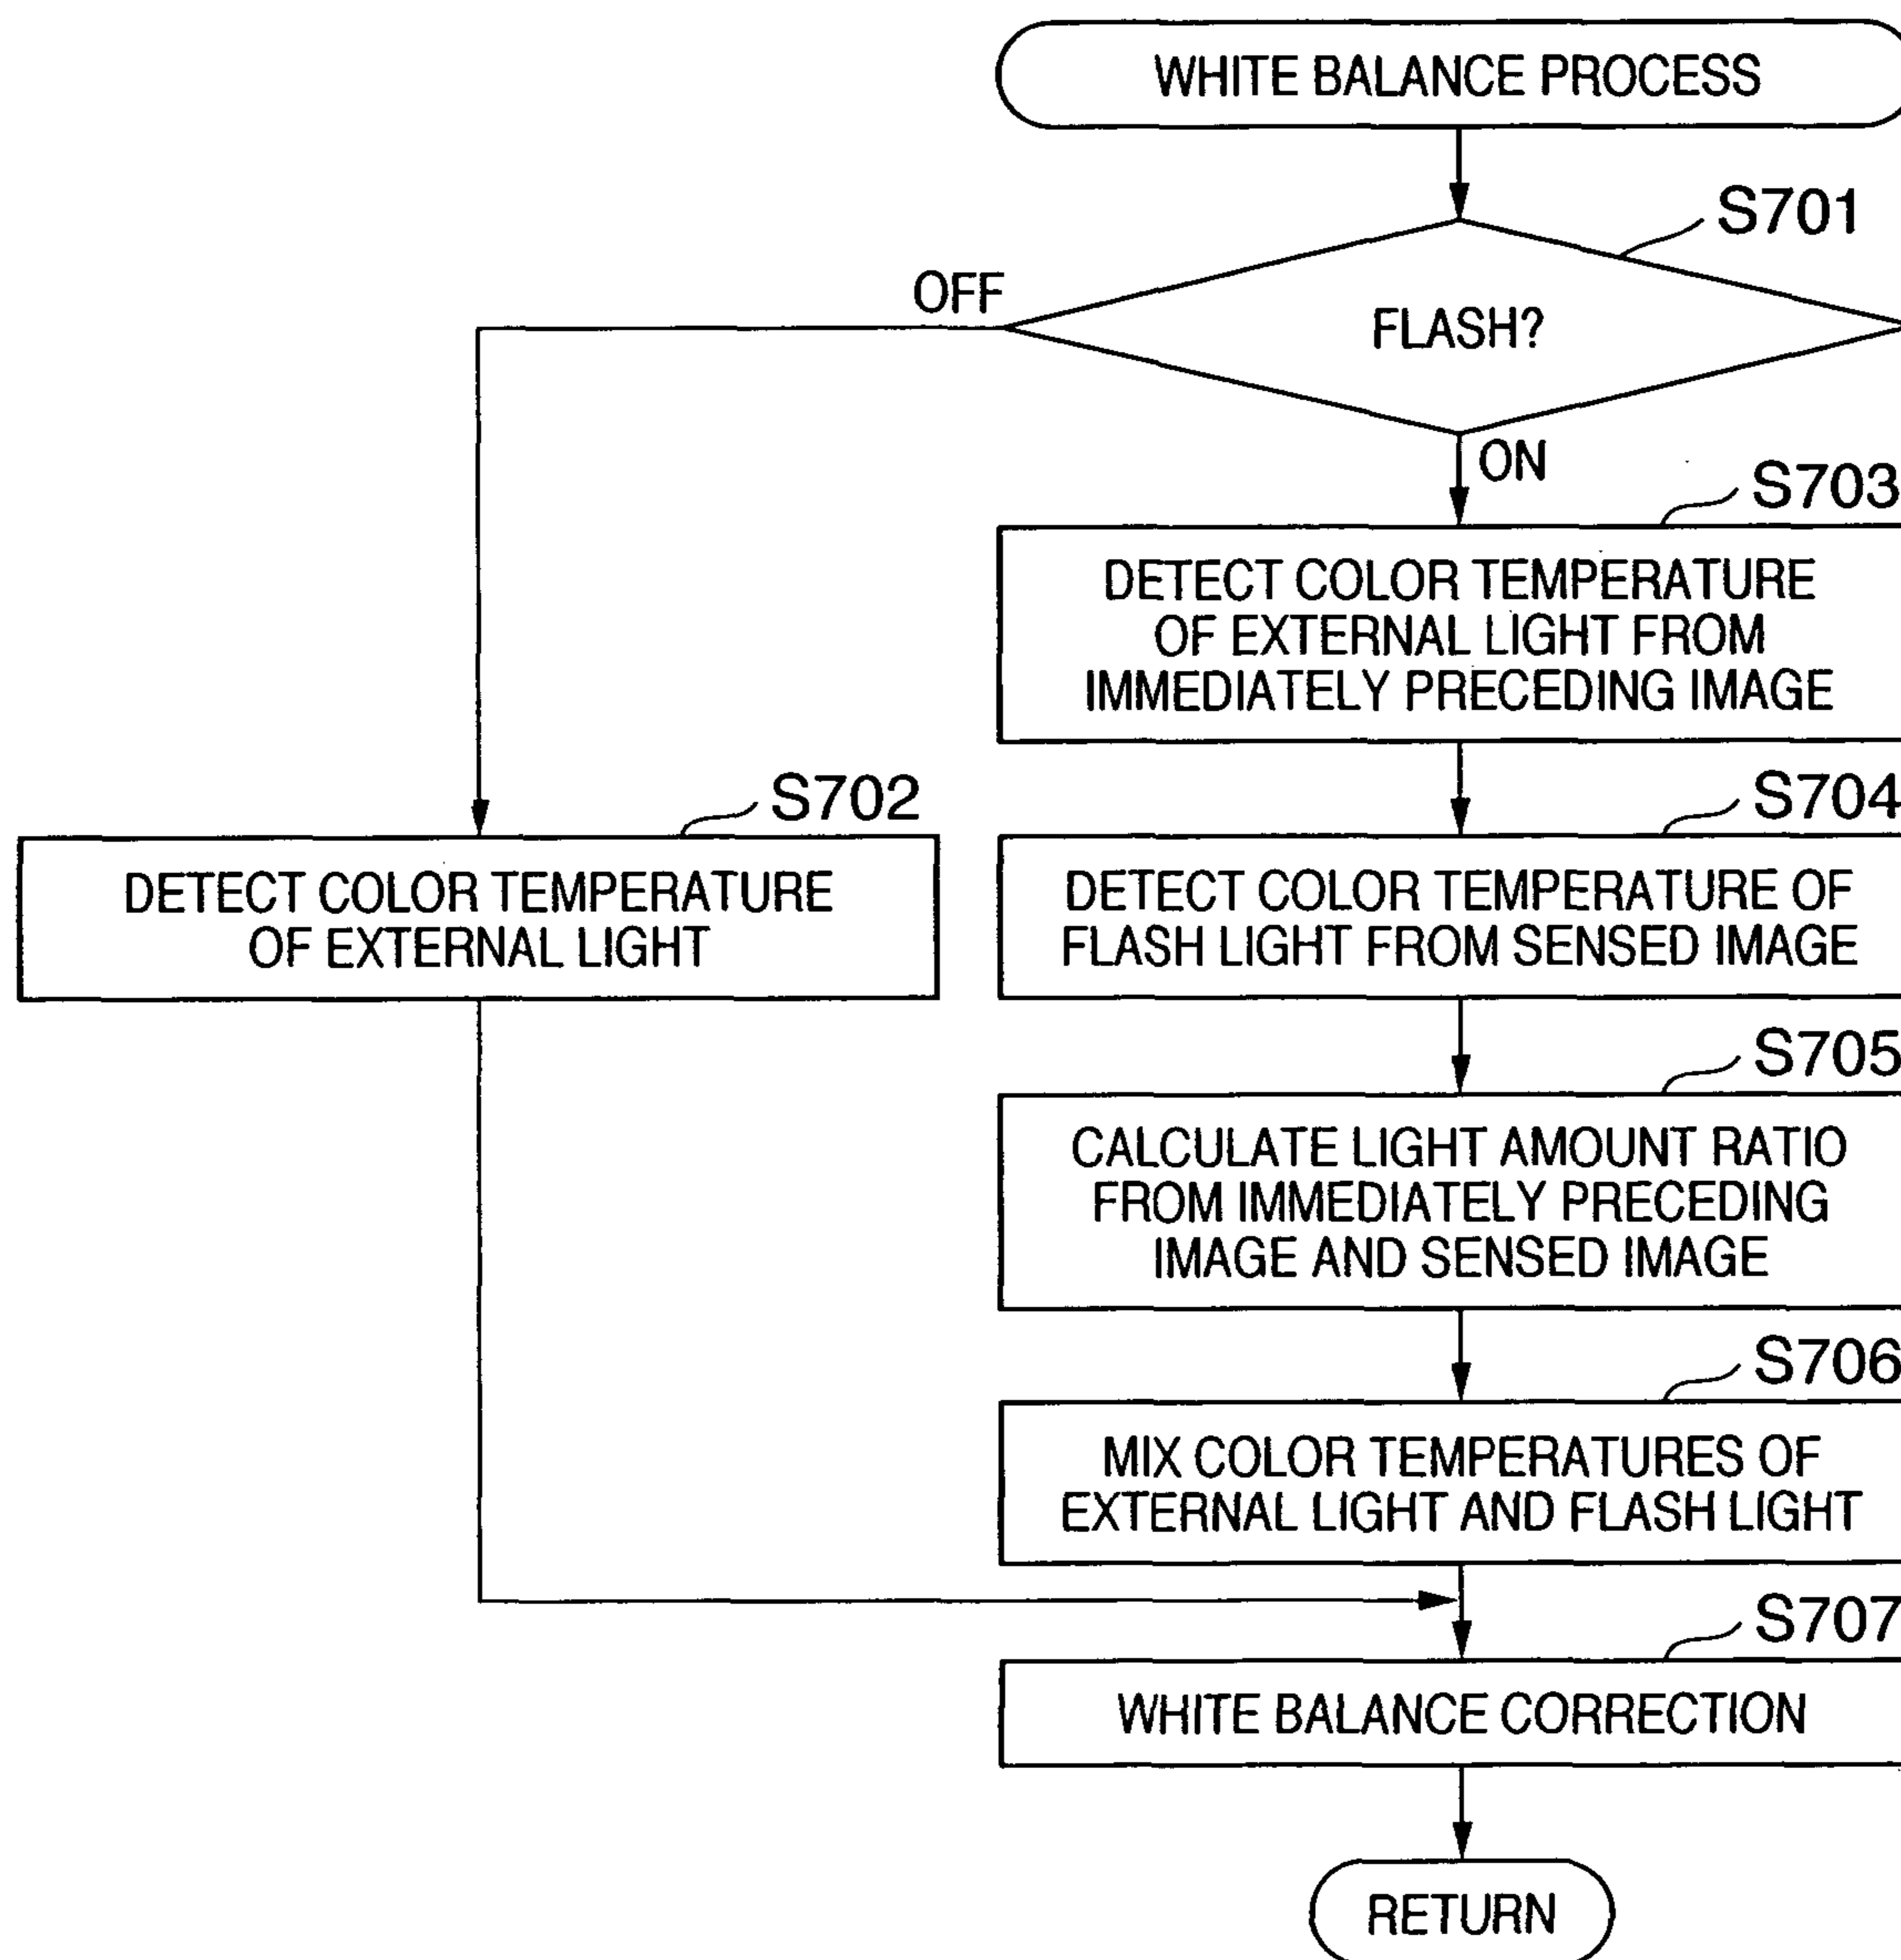 WHITE BALANCE PROCESS
S701
OFF
FLASH?
ON
S703
DETECT COLOR TEMPERATURE
OF EXTERNAL LIGHT FROM
IMMEDIATELY PRECEDING IMAGE
S702
DETECT COLOR TEMPERATURE
OF EXTERNAL LIGHT
S704
DETECT COLOR TEMPERATURE OF
FLASH LIGHT FROM SENSED IMAGE
S705
CALCULATE LIGHT AMOUNT RATIO
FROM IMMEDIATELY PRECEDING
IMAGE AND SENSED IMAGE
S706
MIX COLOR TEMPERATURES OF
EXTERNAL LIGHT AND FLASH LIGHT
S707
WHITE BALANCE CORRECTION
RETURN